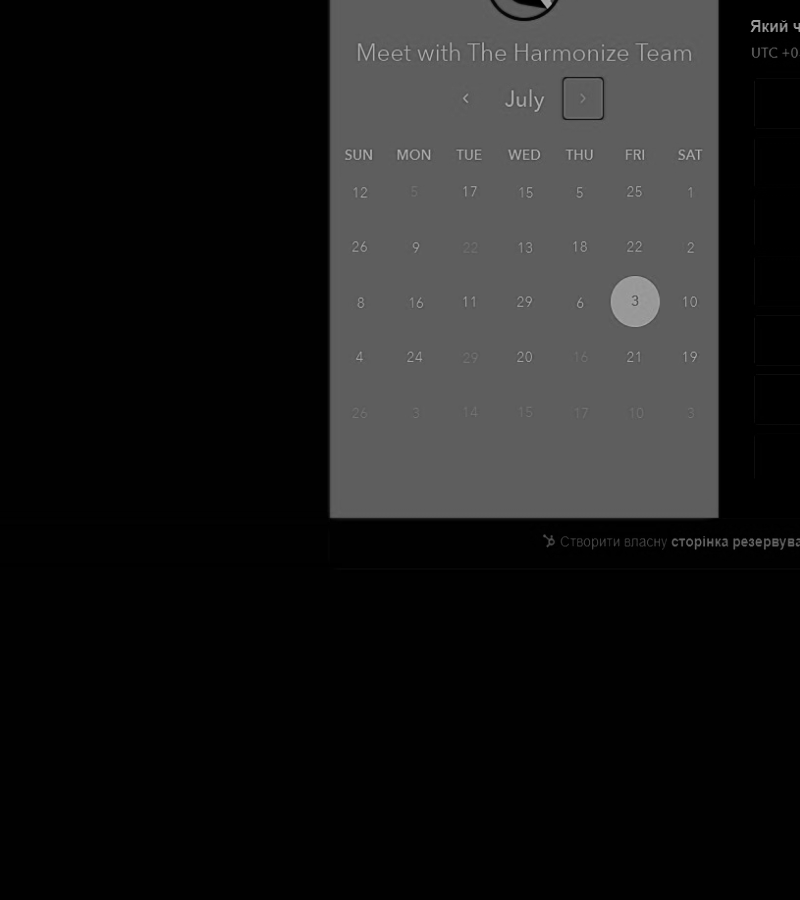 Який
UTC
Meet with The Harmonize Team
‹ July ›
SUN MON TUE WED THU FRI SAT
12 5 17 15 5 25 1
26 9 22 13 18 22 2
8 16 11 29 6 3 10
4 24 29 20 16 21 19
26 3 14 15 17 10 3
Створити власну сторінка